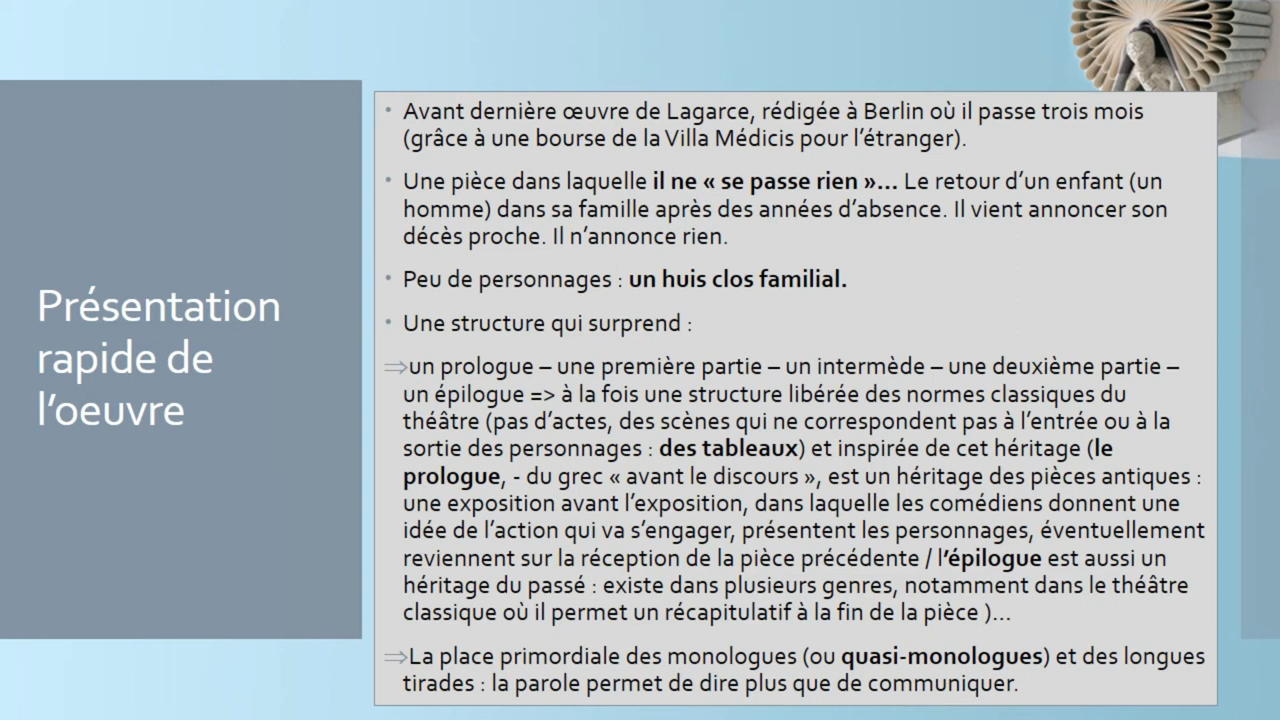 Présentation
rapide de
l'oeuvre
• Avant dernière œuvre de Lagarce, rédigée à Berlin où il passe trois mois
(grâce à une bourse de la Villa Médicis pour l'étranger).
• Une pièce dans laquelle il ne « se passe rien »... Le retour d'un enfant (un
homme) dans sa famille après des années d'absence. Il vient annoncer son
décès proche. Il n'annonce rien.
• Peu de personnages : un huis clos familial.
• Une structure qui surprend :
⇒un prologue – une première partie – un intermède – une deuxième partie –
un épilogue => à la fois une structure libérée des normes classiques du
théâtre (pas d'actes, des scènes qui ne correspondent pas à l'entrée ou à la
sortie des personnages : des tableaux) et inspirée de cet héritage (le
prologue, - du grec « avant le discours », est un héritage des pièces antiques :
une exposition avant l'exposition, dans laquelle les comédiens donnent une
idée de l'action qui va s'engager, présentent les personnages, éventuellement
reviennent sur la réception de la pièce précédente / l'épilogue est aussi un
héritage du passé : existe dans plusieurs genres, notamment dans le théâtre
classique où il permet un récapitulatif à la fin de la pièce )...
⇒La place primordiale des monologues (ou quasi-monologues) et des longues
tirades : la parole permet de dire plus que de communiquer.